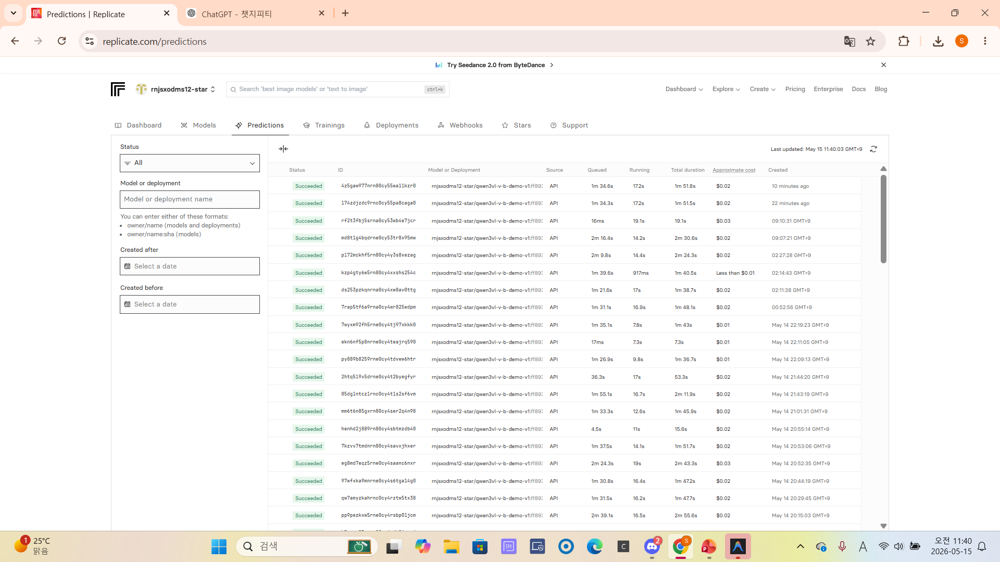 Predictions | Replicate
ChatGPT - 챗지피티
replicate.com/predictions
S
Try Seedance 2.0 from ByteDance
rnjsxodms12-star
Search 'best image models' or 'text to image'
ctrl+k
Dashboard Explore Create Pricing Enterprise Docs Blog
Dashboard Models Predictions Trainings Deployments Webhooks Stars Support
Status
All
Model or deployment
Model or deployment name
You can enter either of these formats:
• owner/name (models and deployments)
• owner/name:sha (models)
Created after
Select a date
Created before
Select a date
Last updated: May 15 11:40:03 GMT+9
Status ID Model or Deployment Source Queued Running Total duration Approximate cost Created
Succeeded 4z5gaw977nrn80cy55wa11kzr0 rnjsxodms12-star/qwen3vl-v-b-demo-v1:ff893 API 1m 34.6s 17.2s 1m 51.8s $0.02 10 minutes ago
Succeeded 174zdjzdc9rnc0cy55pa8caga0 rnjsxodms12-star/qwen3vl-v-b-demo-v1:ff893 API 1m 34.3s 17.2s 1m 51.5s $0.02 22 minutes ago
Succeeded rf2t3fbj5srna0cy53wb4e7jcr rnjsxodms12-star/qwen3vl-v-b-demo-v1:ff893 API 16ms 19.1s 19.1s $0.03 09:10:31 GMT+9
Succeeded md8t1g4bqdrne0cy53tr8x95mw rnjsxodms12-star/qwen3vl-v-b-demo-v1:ff893 API 2m 16.4s 14.2s 2m 30.6s $0.02 09:07:21 GMT+9
Succeeded p172mckhf5rn80cy4y3s8xezag rnjsxodms12-star/qwen3vl-v-b-demo-v1:ff893 API 2m 9.8s 14.4s 2m 24.3s $0.02 02:27:28 GMT+9
Succeeded kzp4gty6w5rn80cy4xxshs254c rnjsxodms12-star/qwen3vl-v-b-demo-v1:ff893 API 1m 39.6s 917ms 1m 40.5s Less than $0.01 02:14:43 GMT+9
Succeeded ds253pzkqnrna0cy4xw8av0ttg rnjsxodms12-star/qwen3vl-v-b-demo-v1:ff893 API 1m 21.6s 17s 1m 38.7s $0.02 02:11:38 GMT+9
Succeeded 7rap5tf6a9rna0cy4wr825wdpm rnjsxodms12-star/qwen3vl-v-b-demo-v1:ff893 API 1m 31.1s 16.9s 1m 48.1s $0.02 00:52:56 GMT+9
Succeeded 7wyxm92fh5rne0cy4tj97xkkk0 rnjsxodms12-star/qwen3vl-v-b-demo-v1:ff893 API 1m 35.1s 7.8s 1m 43s $0.01 May 14 22:19:23 GMT+9
Succeeded ekn6nf5p8nrne0cy4teajrq590 rnjsxodms12-star/qwen3vl-v-b-demo-v1:ff893 API 17ms 7.3s 7.3s $0.01 May 14 22:11:05 GMT+9
Succeeded py889b8259rne0cy4tdvww6htr rnjsxodms12-star/qwen3vl-v-b-demo-v1:ff893 API 1m 26.9s 9.8s 1m 36.7s $0.01 May 14 22:09:13 GMT+9
Succeeded 2htq519v5drne0cy4t2byegfyr rnjsxodms12-star/qwen3vl-v-b-demo-v1:ff893 API 36.3s 17s 53.3s $0.02 May 14 21:44:20 GMT+9
Succeeded 05dg1ntcz1rnc0cy4t1s2sf6vm rnjsxodms12-star/qwen3vl-v-b-demo-v1:ff893 API 1m 55.1s 16.7s 2m 11.9s $0.02 May 14 21:43:19 GMT+9
Succeeded mm6t6n85gxrn80cy4ser2q4n98 rnjsxodms12-star/qwen3vl-v-b-demo-v1:ff893 API 1m 33.3s 12.6s 1m 45.9s $0.02 May 14 21:01:31 GMT+9
Succeeded henhd2j889rn80cy4sbtmzdb40 rnjsxodms12-star/qwen3vl-v-b-demo-v1:ff893 API 4.5s 11s 15.6s $0.02 May 14 20:55:14 GMT+9
Succeeded 7kzvv7tmdnrn80cy4savxjhxer rnjsxodms12-star/qwen3vl-v-b-demo-v1:ff893 API 1m 37.5s 14.1s 1m 51.7s $0.02 May 14 20:53:06 GMT+9
Succeeded eg8md7eqz5rne0cy4saanc6nxr rnjsxodms12-star/qwen3vl-v-b-demo-v1:ff893 API 2m 24.3s 19s 2m 43.3s $0.03 May 14 20:52:35 GMT+9
Succeeded 97wfxka9mnrne0cy4s6tga14g0 rnjsxodms12-star/qwen3vl-v-b-demo-v1:ff893 API 1m 30.8s 16.4s 1m 47.2s $0.02 May 14 20:44:19 GMT+9
Succeeded qw7amyzkahrnc0cy4rztw5tx38 rnjsxodms12-star/qwen3vl-v-b-demo-v1:ff893 API 1m 31.5s 16.2s 1m 47.7s $0.02 May 14 20:29:45 GMT+9
Succeeded pp9pezkxw5rne0cy4rsbp01jcm rnjsxodms12-star/qwen3vl-v-b-demo-v1:ff893 API 2m 39.1s 16.5s 2m 55.6s $0.02 May 14 20:15:03 GMT+9
1
25°C
맑음
검색
C
2
S
P
A
오전 11:40
2026-05-15